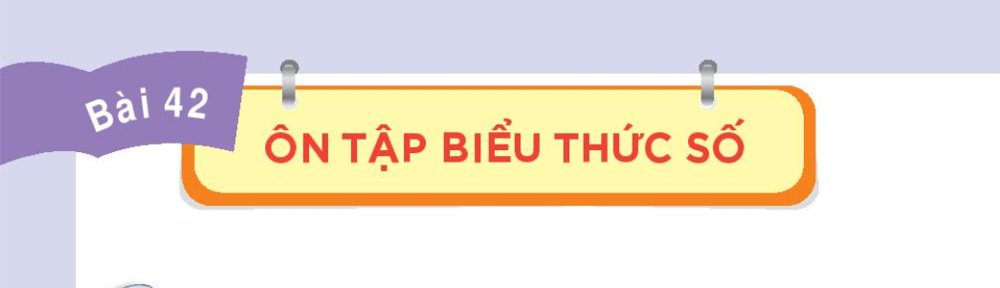 Bài 42
ÔN TẬP BIỂU THỨC SỐ